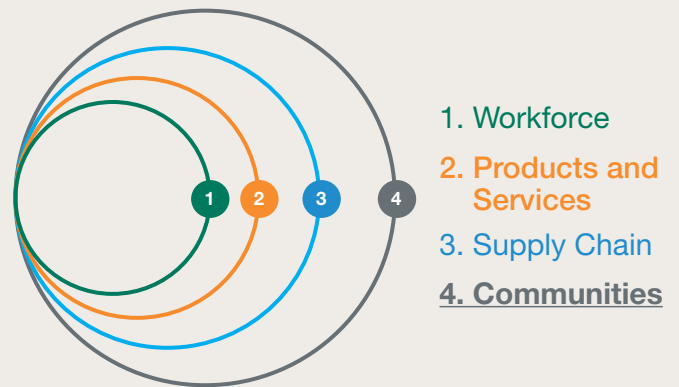 1
2
3
4
1. Workforce
2. Products and
Services
3. Supply Chain
4. Communities